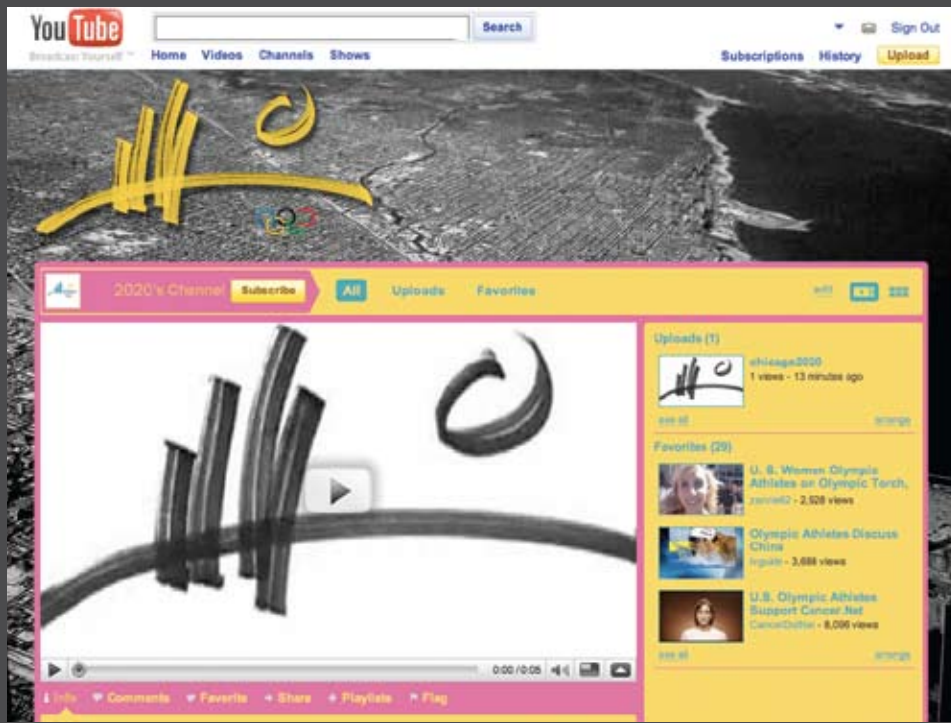 YouTube
Search
Sign Out
Broadcast Yourself ™
Home Videos Channels Shows
Subscriptions History Upload
2020's Channel Subscribe All Uploads Favorites edit
Uploads (1)
chicago2020
1 views - 13 minutes ago
see all arrange
Favorites (29)
U. S. Women Olympic
Athletes on Olympic Torch,
- 2,528 views
Olympic Athletes Discuss
China
- 3,688 views
U.S. Olympic Athletes
Support Cancer.Net
CancerDotNet - 8,096 views
see all arrange
0:00 / 0:05
Info Comments Favorite Share Playlists Flag